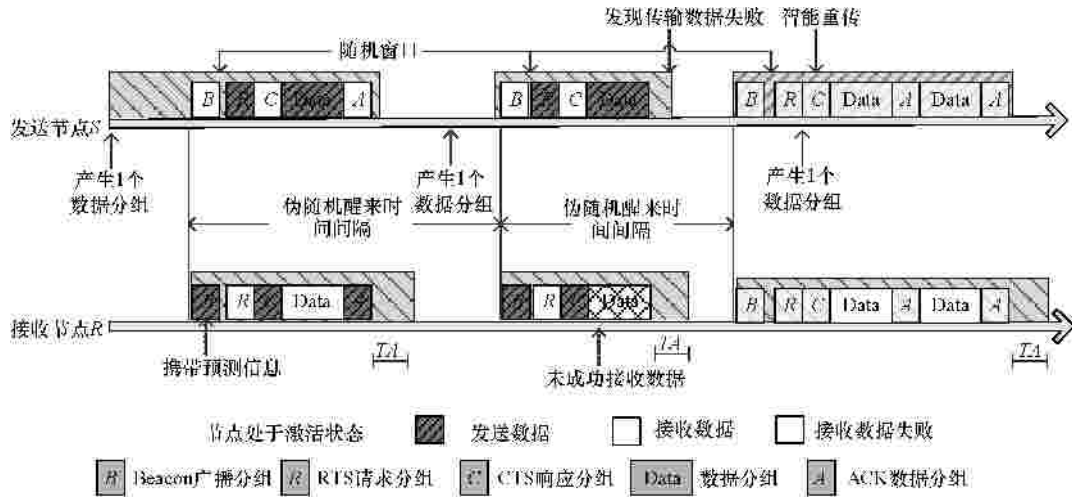 发现传输数据失败 智能重传
随机窗口
B R C Data A B R C Data B R C Data A Data A
发送节点S
产生1个
数据分组
产生1个
数据分组
产生1个
数据分组
伪随机醒来时
间间隔
伪随机醒来时
间间隔
B R Data A B R Data B R C Data A Data A
接收节点R
TA TA TA
携带预测信息
未成功接收数据
节点处于激活状态 发送数据 接收数据 接收数据失败
B Beacon广播分组 R RTS请求分组 C CTS响应分组 Data 数据分组 A ACK数据分组